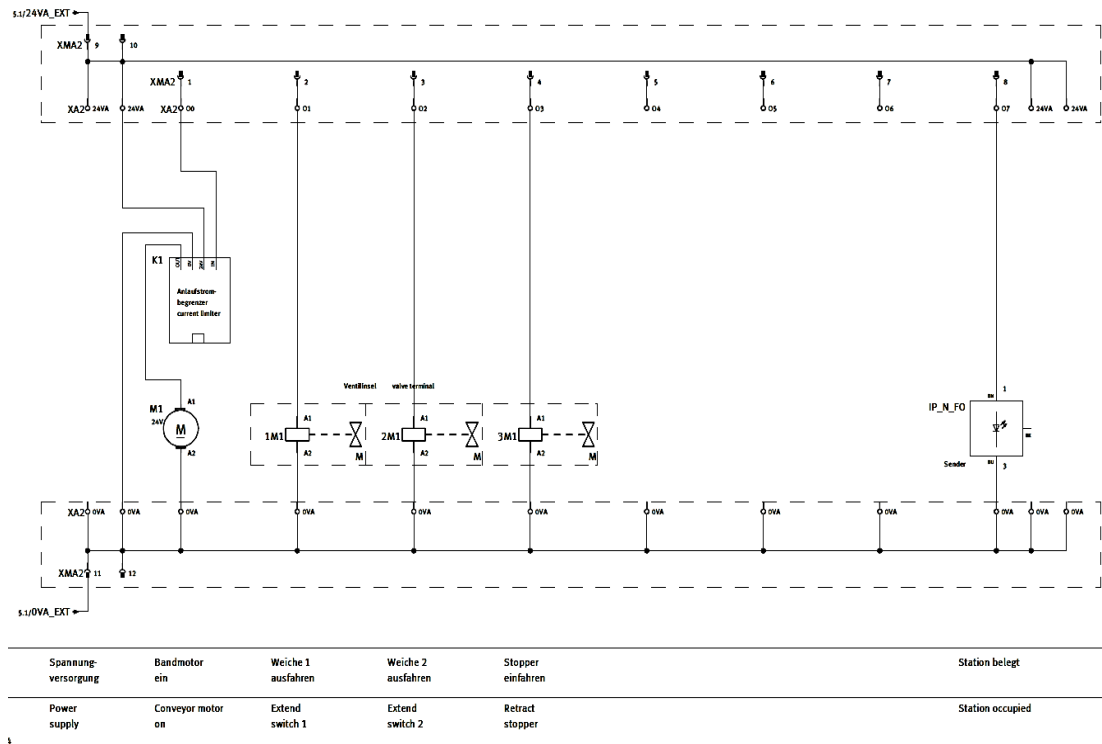 5.1/24VA_EXT
XMA2 9 10
XMA2 1 2 3 4 5 6 7 8
XA2 24VA 24VA XA2 O0 O1 O2 O3 O4 O5 O6 O7 24VA 24VA
K1 OUT 0V 24V IN
Anlaufstrom-
begrenzer
current limiter
Ventilinsel valve terminal
M1 24V A1 M A2
1M1 A1 A2 M
2M1 A1 A2 M
3M1 A1 A2 M
IP_N_FO BN 1
Sender BU 3
XA2 0VA 0VA 0VA 0VA 0VA 0VA 0VA 0VA 0VA 0VA 0VA 0VA
XMA2 11 12
5.1/0VA_EXT
Spannung- Bandmotor Weiche 1 Weiche 2 Stopper Station belegt
versorgung ein ausfahren ausfahren einfahren
Power Conveyor motor Extend Extend Retract Station occupied
supply on switch 1 switch 2 stopper